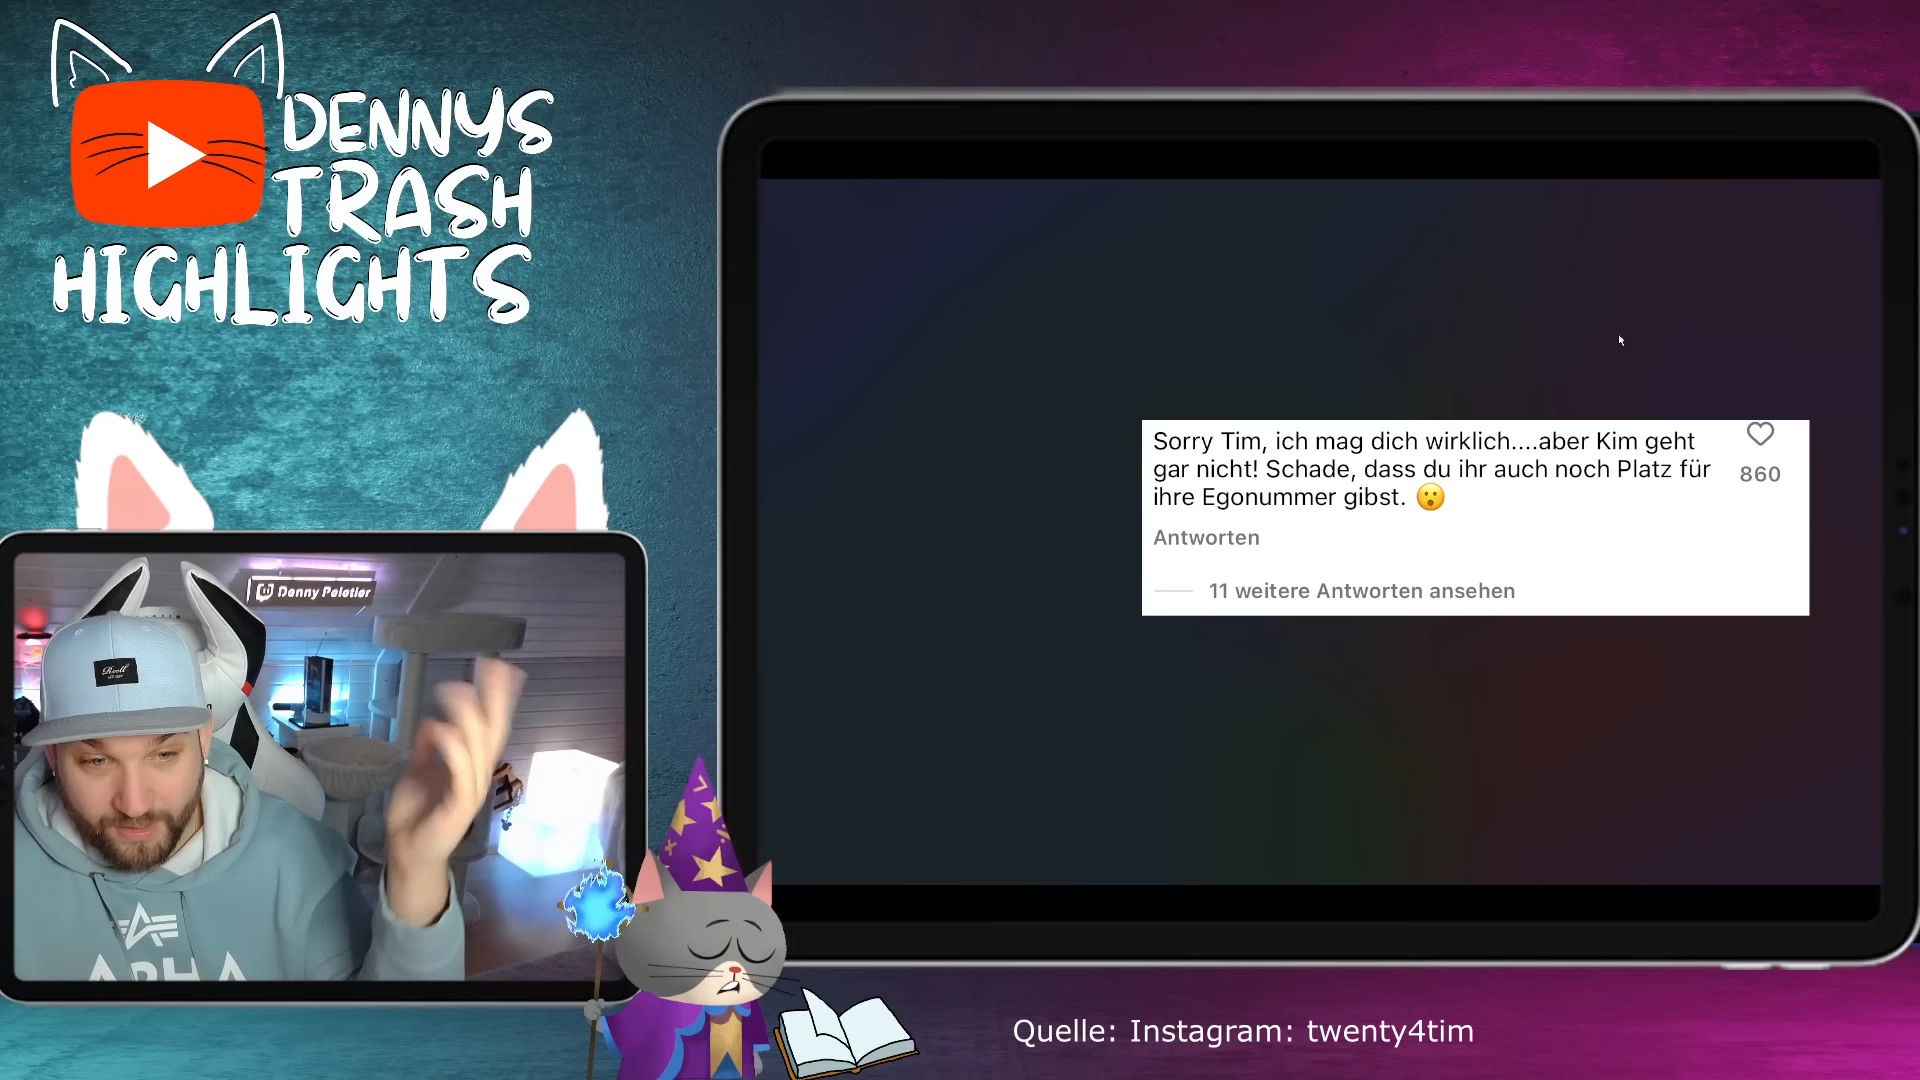 DENNYS
TRASH
HIGHLIGHTS
Sorry Tim, ich mag dich wirklich....aber Kim geht
gar nicht! Schade, dass du ihr auch noch Platz für
ihre Egonummer gibst. 😮
860
Antworten
11 weitere Antworten ansehen
Denny Peletier
Quelle: Instagram: twenty4tim